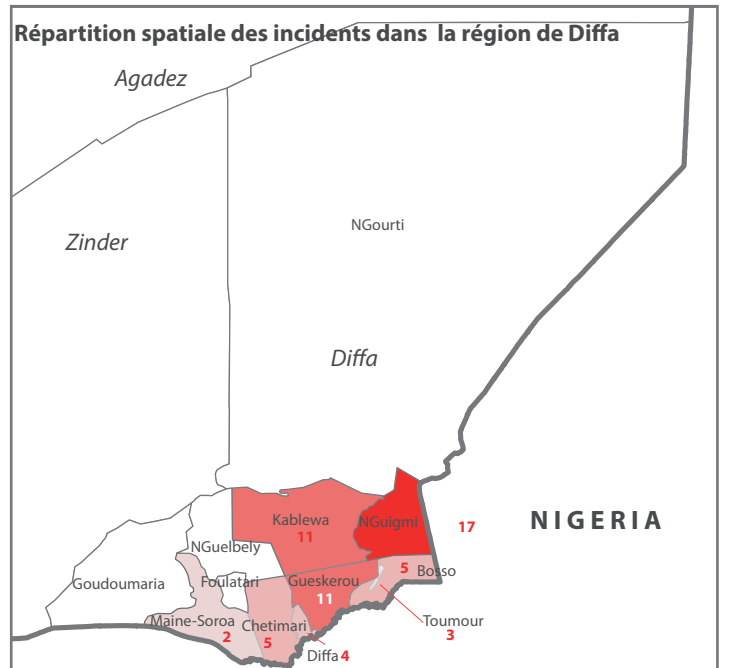 Répartition spatiale des incidents dans la région de Diffa
Agadez
NGourti
Zinder
Diffa
Kablewa
11
NGuigmi
17
NIGERIA
NGuelbely
Goudoumaria
Foulatari
Gueskerou
11
5 Bosso
Maine-Soroa
2
Chetimari
5
Toumour
3
Diffa 4